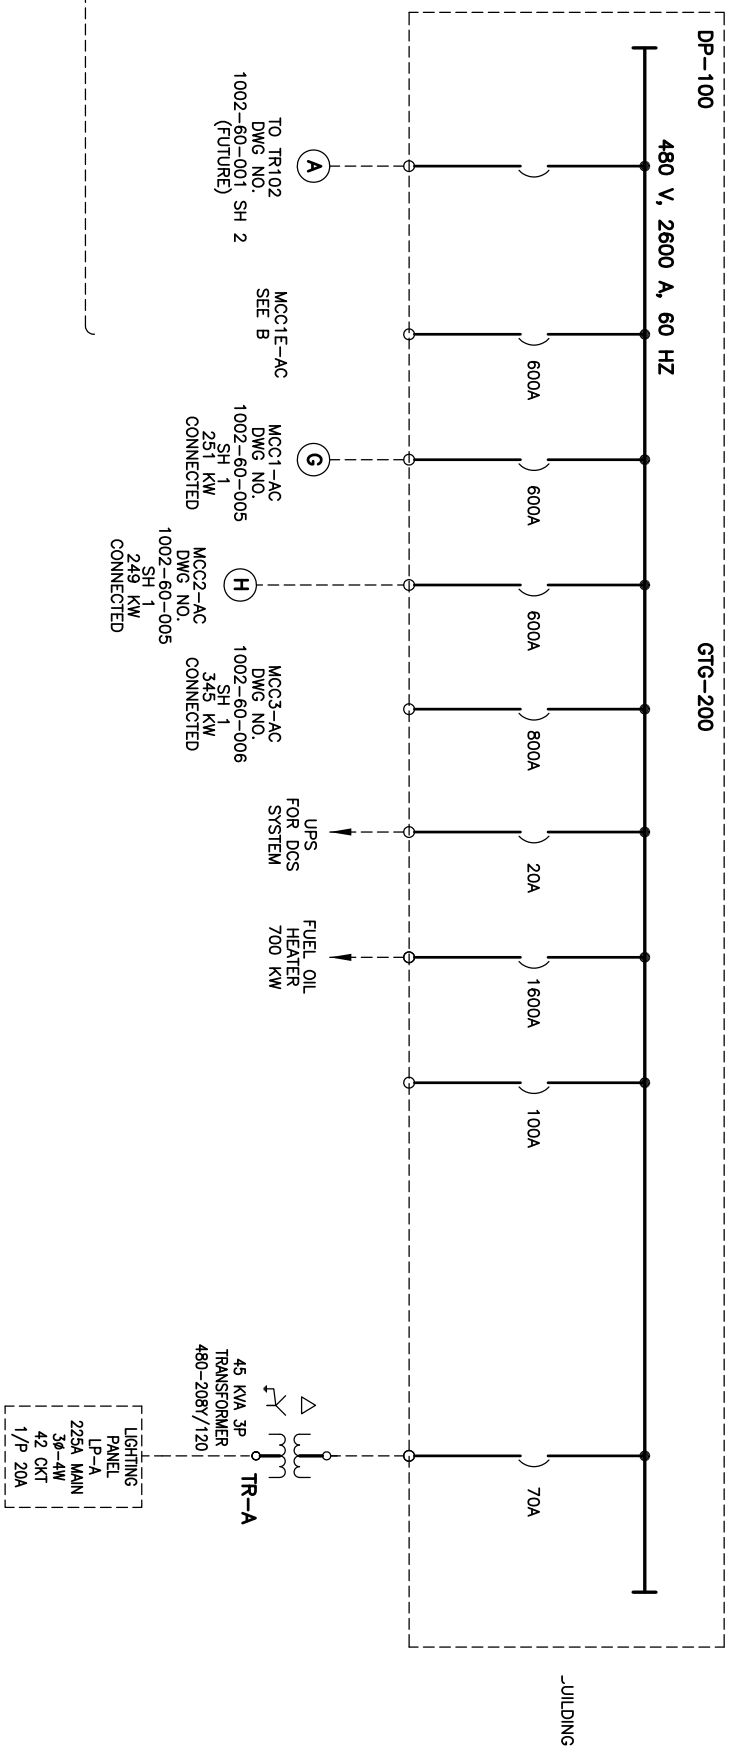 DP-100
GTG-200
480 V, 2600 A, 60 HZ
600A
600A
600A
800A
20A
1600A
100A
70A
A
TO TR102
DWG NO.
1002-60-001 SH 2
(FUTURE)
MCC1E-AC
SEE B
G
MCC1-AC
DWG NO.
1002-60-005
SH 1
251 KW
CONNECTED
H
MCC2-AC
DWG NO.
1002-60-005
SH 1
249 KW
CONNECTED
MCC3-AC
DWG NO.
1002-60-006
SH 1
345 KW
CONNECTED
UPS
FOR DCS
SYSTEM
FUEL OIL
HEATER
700 KW
45 KVA 3P
TRANSFORMER
480-208Y/120
TR-A
LIGHTING
PANEL
LP-A
225A MAIN
3ø-4W
42 CKT
1/P 20A
UILDING